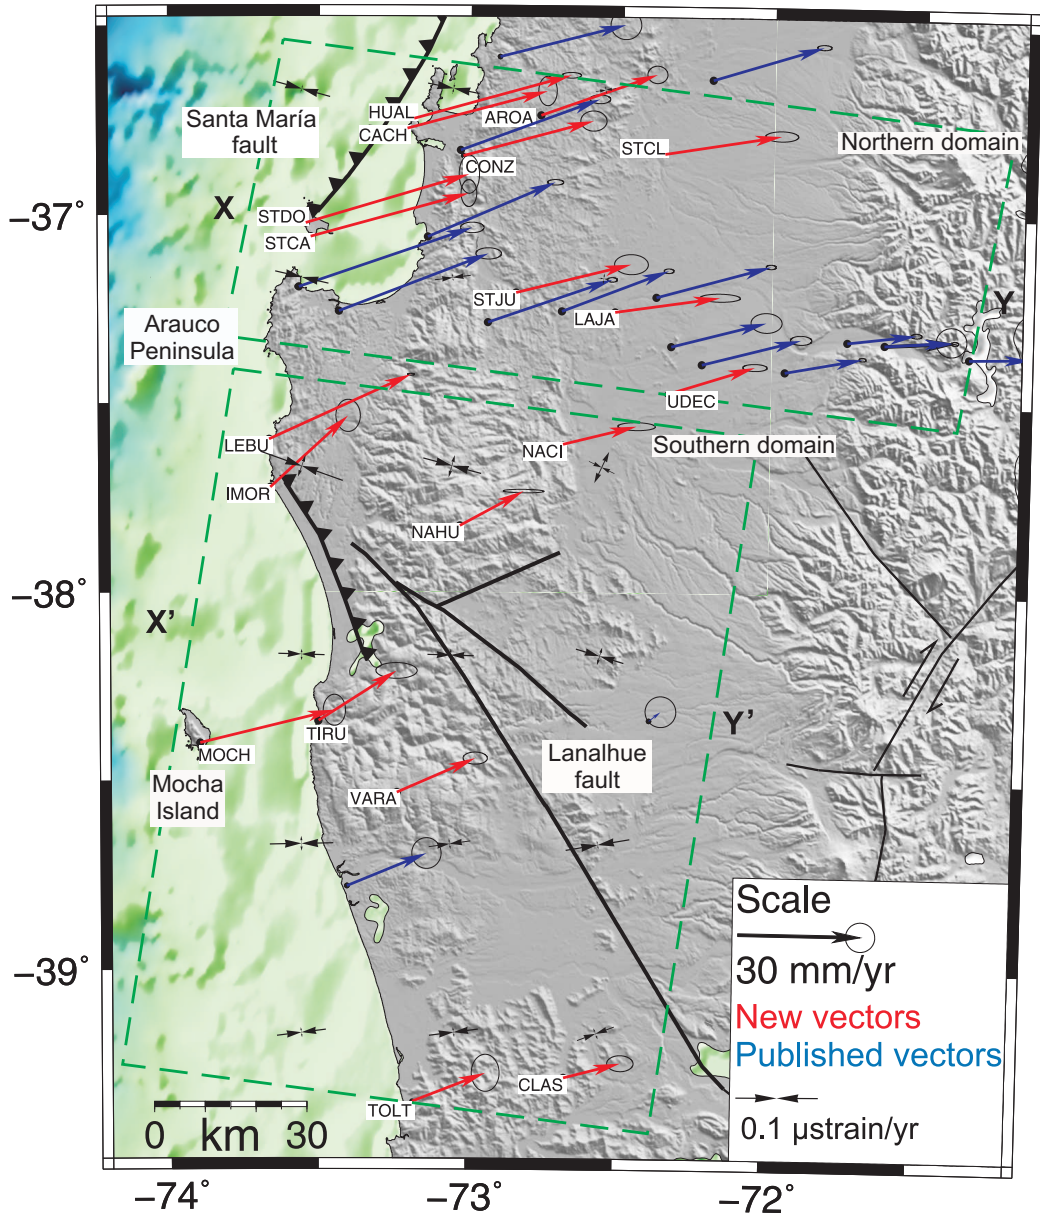 HUAL
CACH
AROA
Santa María
fault
STCL
Northern domain
CONZ
X
−37°
STDO
STCA
STJU
LAJA
Y
Arauco
Peninsula
UDEC
LEBU
NACI
Southern domain
IMOR
NAHU
−38°
X'
Y'
TIRU
MOCH
Lanalhue
fault
Mocha
Island
VARA
Scale
30 mm/yr
−39°
New vectors
Published vectors
CLAS
TOLT
0 km 30
0.1 µstrain/yr
−74° −73° −72°